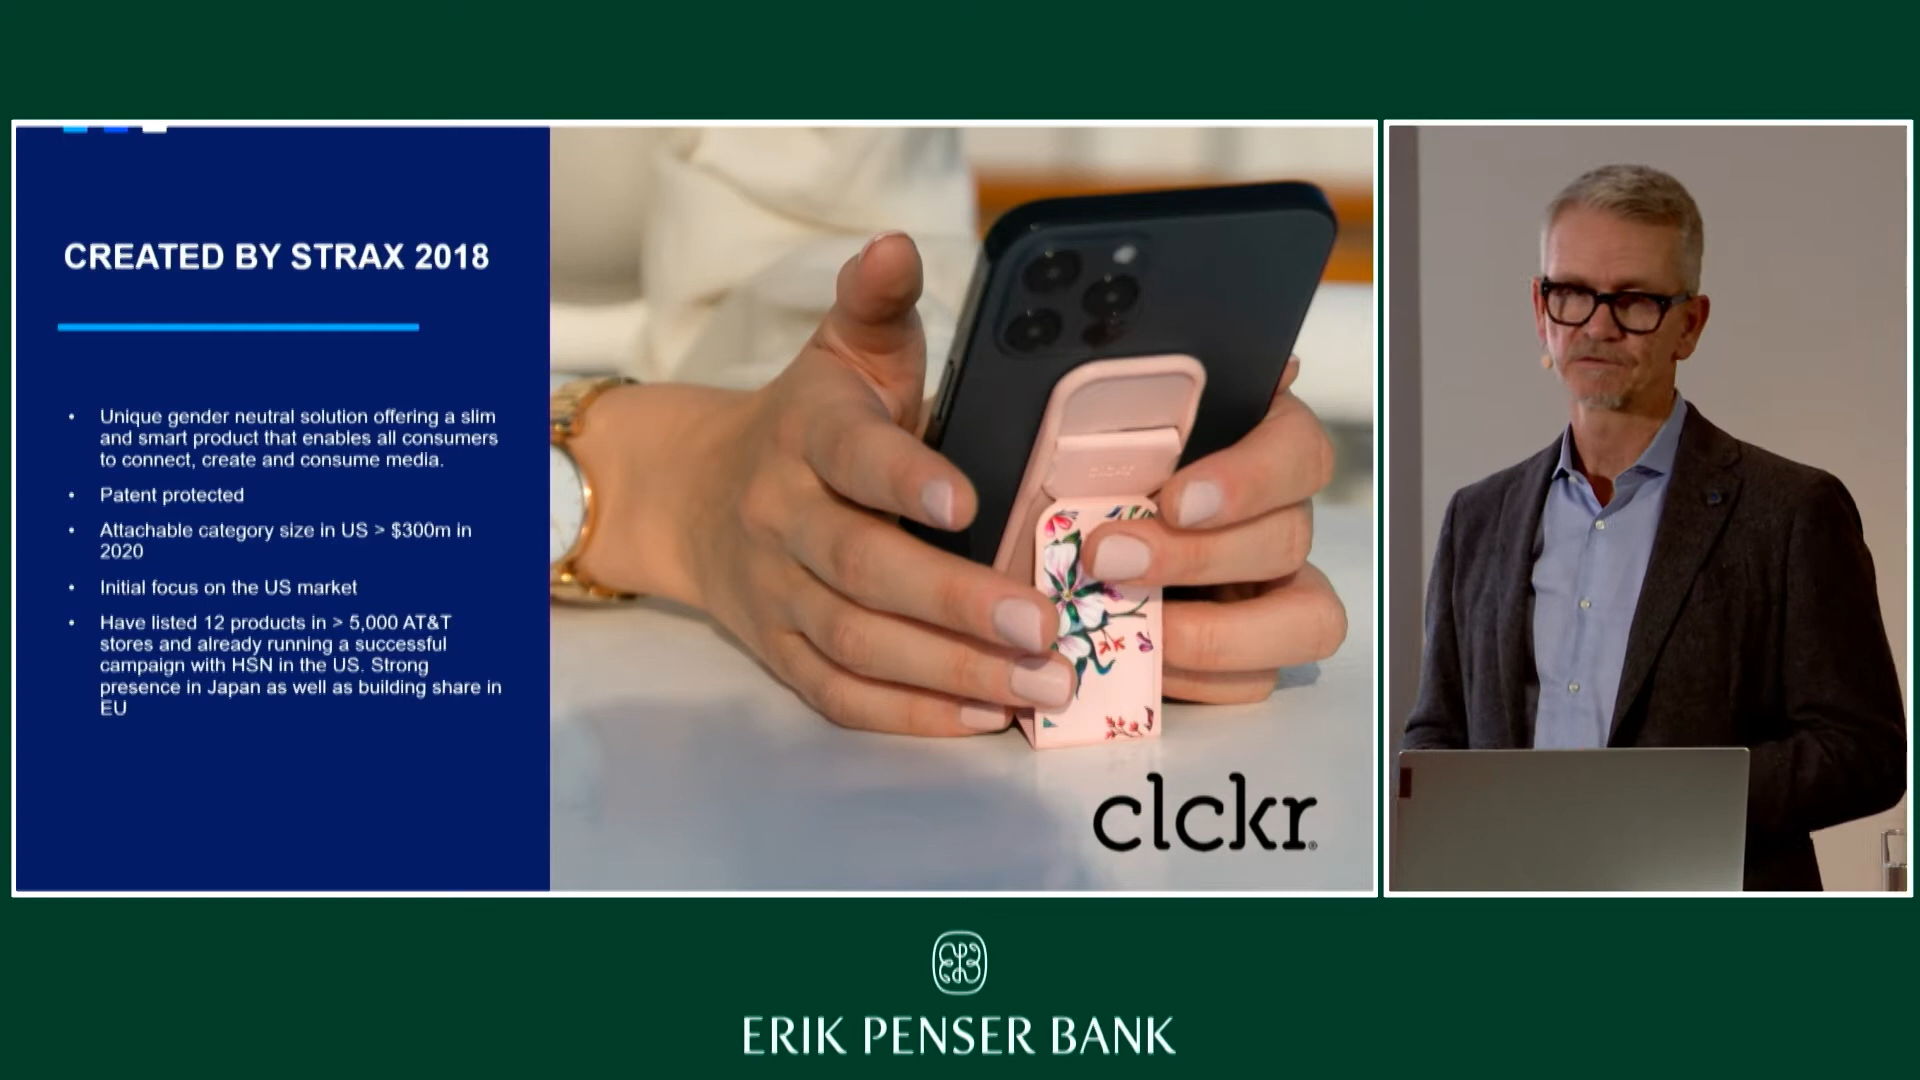 CREATED BY STRAX 2018
• Unique gender neutral solution offering a slim
and smart product that enables all consumers
to connect, create and consume media.
• Patent protected
• Attachable category size in US > $300m in
2020
• Initial focus on the US market
• Have listed 12 products in > 5,000 AT&T
stores and already running a successful
campaign with HSN in the US. Strong
presence in Japan as well as building share in
EU
clckr
clckr®
ERIK PENSER BANK